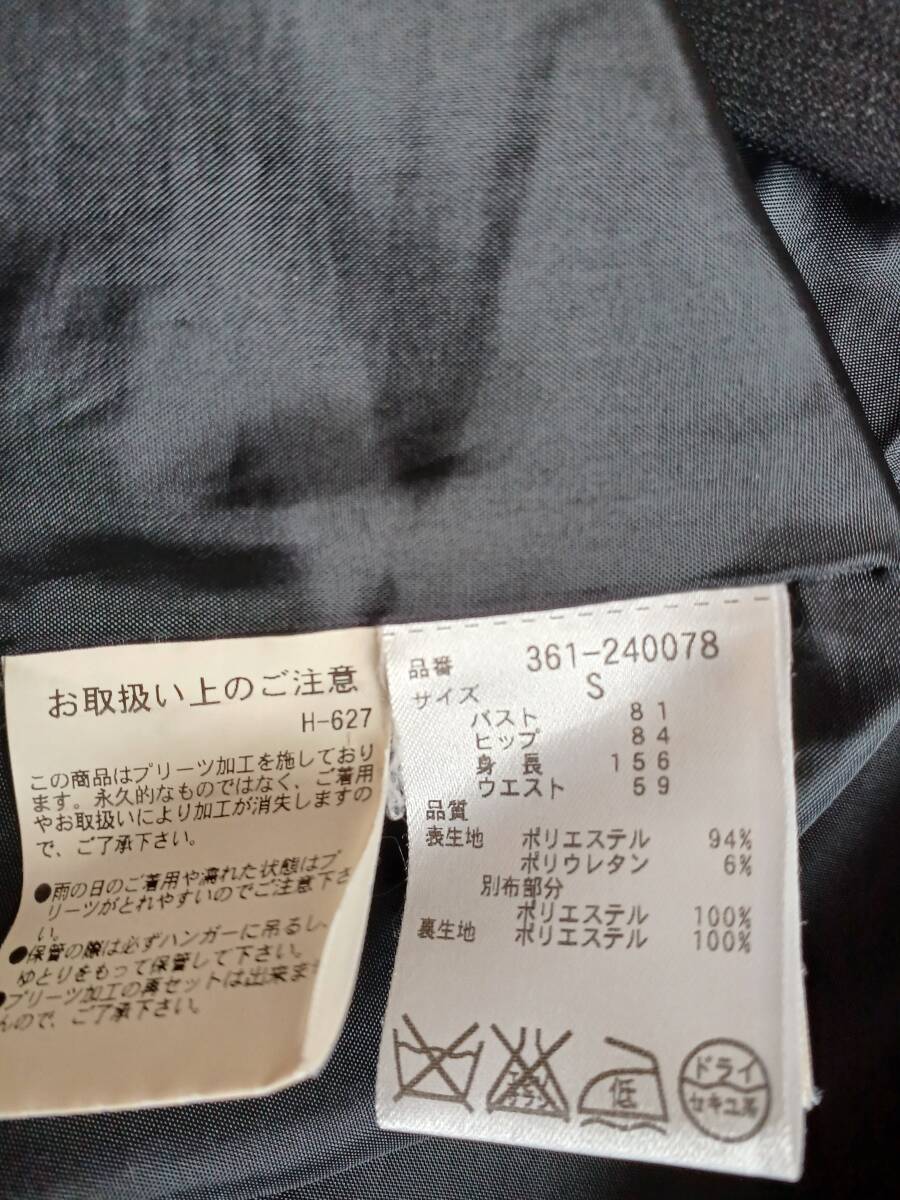 お取扱い上のご注意
H-627
この商品はプリーツ加工を施しており
ます。永久的なものではなく、ご着用
やお取扱いにより加工が消失しますの
で、ご了承下さい。
●雨の日のご着用や濡れた状態はプ
リーツがとれやすいのでご注意下さ
い。
●保管の際は必ずハンガーに吊るし、
ゆとりをもって保管して下さい。
●プリーツ加工の再セットは出来ませ
んので、ご了承下さい。
品番 361-240078
サイズ S
バスト 81
ヒップ 84
身長 156
ウエスト 59
品質
表生地 ポリエステル 94%
ポリウレタン 6%
別布部分
ポリエステル 100%
裏生地 ポリエステル 100%
エンソ サラシ
低
ドライ
セキユ系